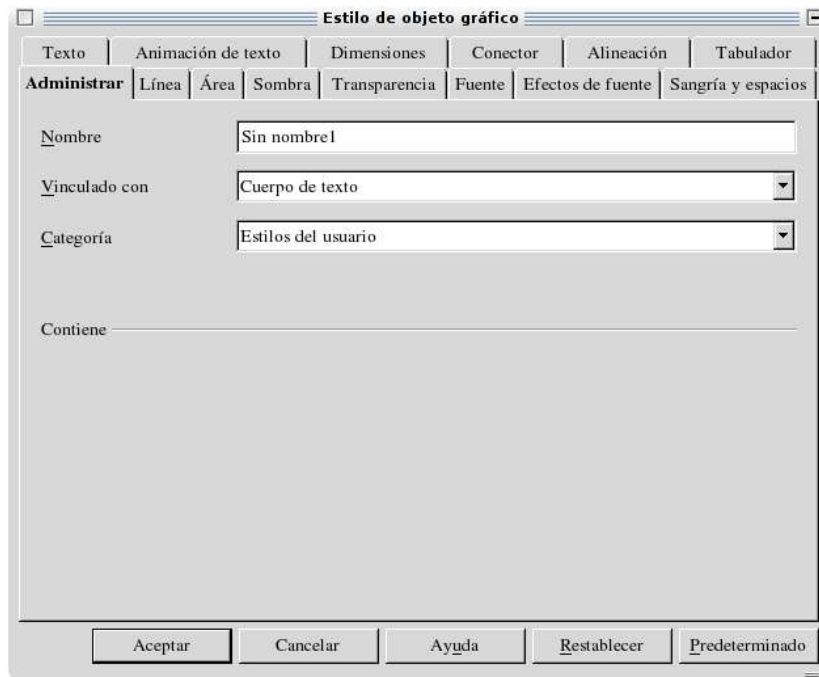 Estilo de objeto gráfico
Texto Animación de texto Dimensiones Conector Alineación Tabulador
Administrar Línea Área Sombra Transparencia Fuente Efectos de fuente Sangría y espacios
Nombre Sin nombre1
Vinculado con Cuerpo de texto
Categoría Estilos del usuario
Contiene
Aceptar Cancelar Ayuda Restablecer Predeterminado